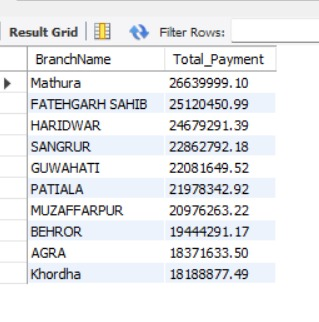 Result Grid Filter Rows:
BranchName Total_Payment
Mathura 26639999.10
FATEHGARH SAHIB 25120450.99
HARIDWAR 24679291.39
SANGRUR 22862792.18
GUWAHATI 22081649.52
PATIALA 21978342.92
MUZAFFARPUR 20976263.22
BEHROR 19444291.17
AGRA 18371633.50
Khordha 18188877.49